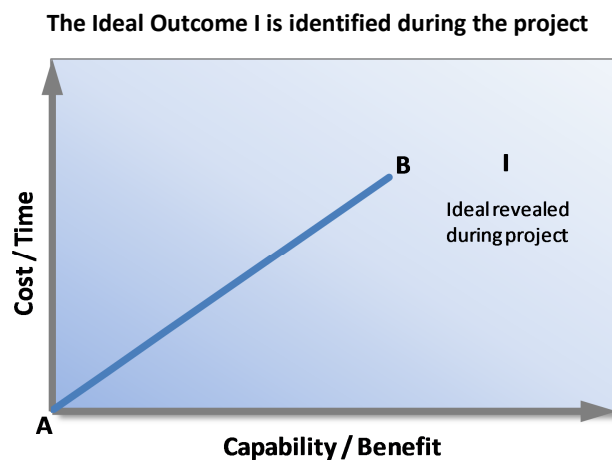 The Ideal Outcome I is identified during the project
B
I
Ideal revealed
during project
Cost / Time
A
Capability / Benefit